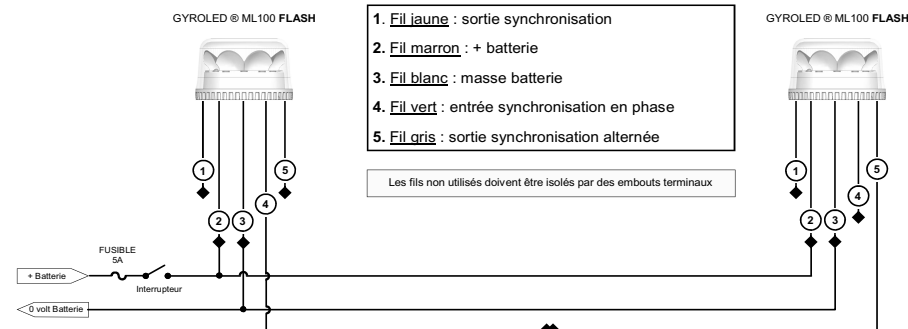 GYROLED ® ML100 FLASH
1. Fil jaune : sortie synchronisation
2. Fil marron : + batterie
3. Fil blanc : masse batterie
4. Fil vert : entrée synchronisation en phase
5. Fil gris : sortie synchronisation alternée
Les fils non utilisés doivent être isolés par des embouts terminaux
GYROLED ® ML100 FLASH
1
5
4
2
3
1
5
4
2
3
FUSIBLE
5A
+ Batterie
Interrupteur
0 volt Batterie